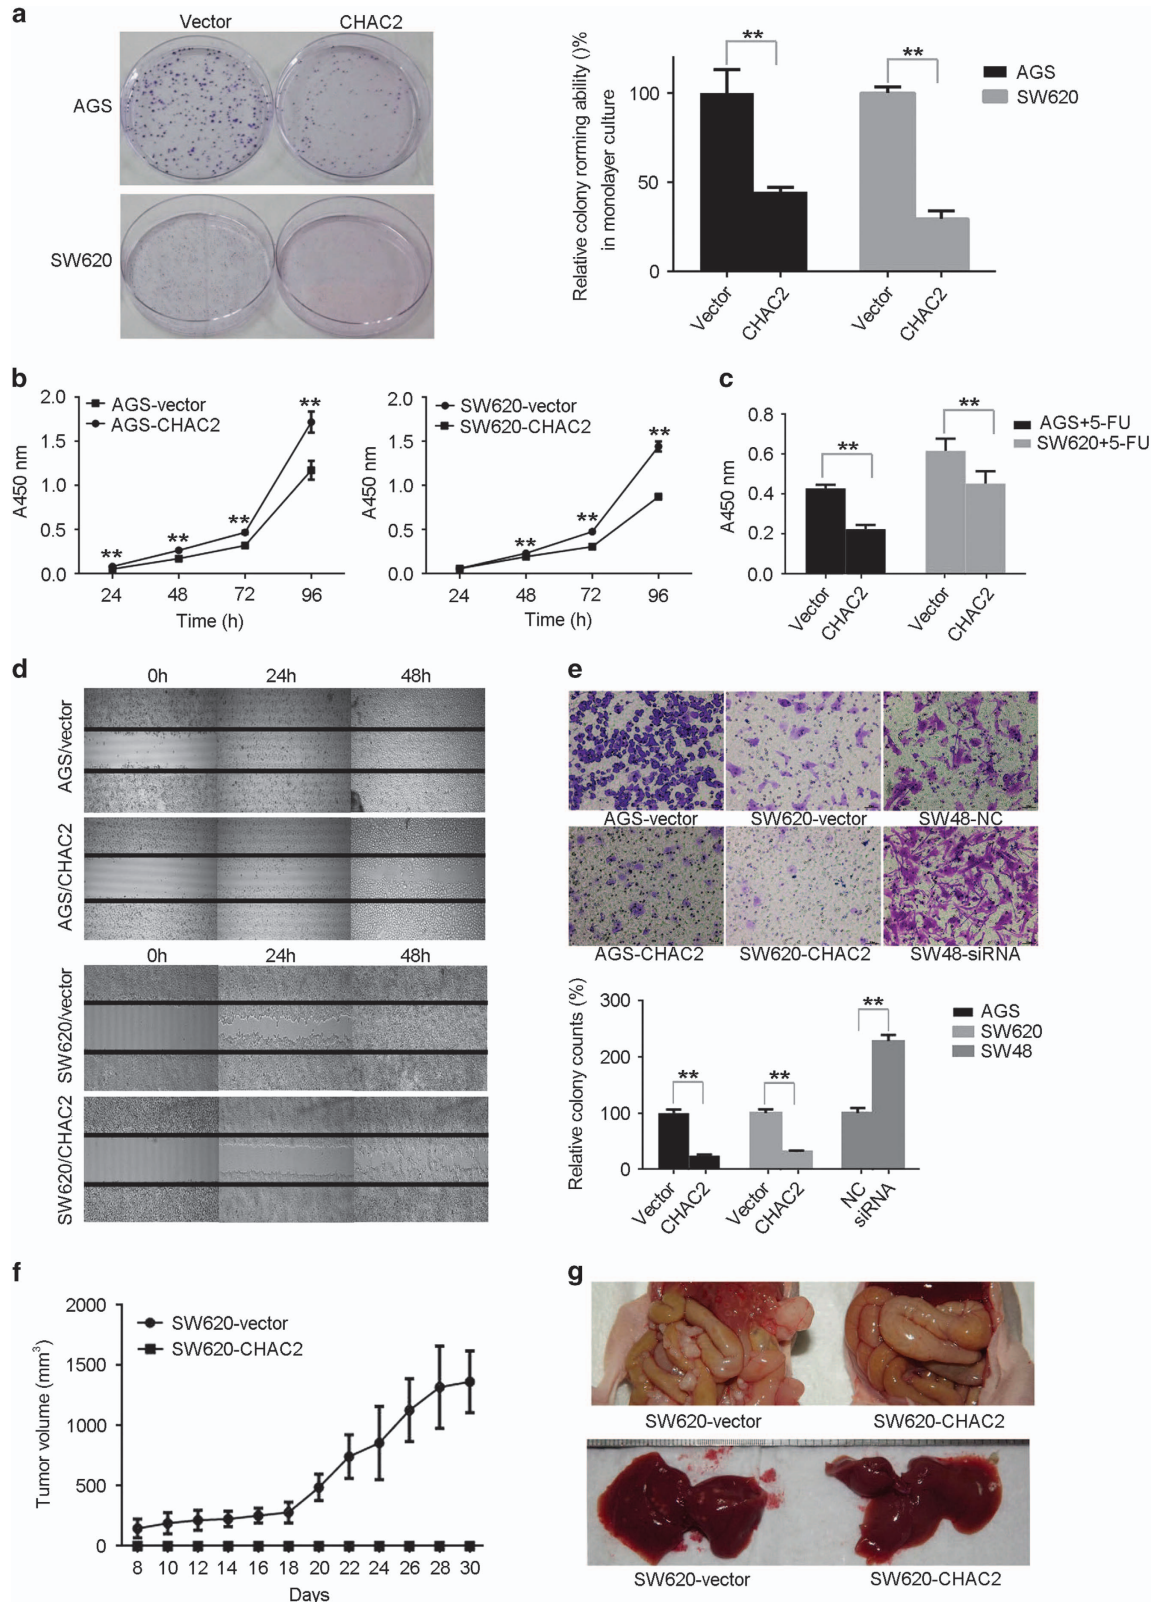 a
Vector CHAC2
AGS
SW620
Relative colony rorming ability ()%
in monolayer culture
100
50
0
**
**
Vector
CHAC2
Vector
CHAC2
AGS
SW620
b
A450 nm
2.0
1.5
1.0
0.5
0.0
AGS-vector
AGS-CHAC2
**
**
**
**
24 48 72 96
Time (h)
A450 nm
2.0
1.5
1.0
0.5
0.0
SW620-vector
SW620-CHAC2
**
**
**
24 48 72 96
Time (h)
c
A450 nm
0.8
0.6
0.4
0.2
0.0
**
**
Vector
CHAC2
Vector
CHAC2
AGS+5-FU
SW620+5-FU
d
0h 24h 48h
AGS/vector
AGS/CHAC2
0h 24h 48h
SW620/vector
SW620/CHAC2
e
AGS-vector SW620-vector SW48-NC
AGS-CHAC2 SW620-CHAC2 SW48-siRNA
Relative colony counts (%)
300
200
100
0
**
**
**
Vector
CHAC2
Vector
CHAC2
NC
siRNA
AGS
SW620
SW48
f
Tumor volume (mm³)
2000
1500
1000
500
0
SW620-vector
SW620-CHAC2
8 10 12 14 16 18 20 22 24 26 28 30
Days
g
SW620-vector SW620-CHAC2
SW620-vector SW620-CHAC2